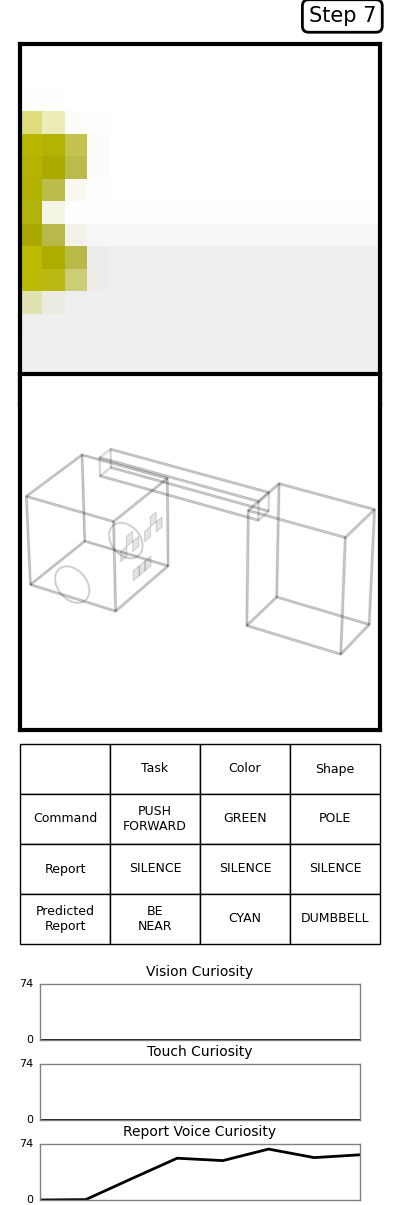 Step 7
Task Color Shape
Command PUSH FORWARD GREEN POLE
Report SILENCE SILENCE SILENCE
Predicted Report BE NEAR CYAN DUMBBELL
Vision Curiosity
74
0
Touch Curiosity
74
0
Report Voice Curiosity
74
0